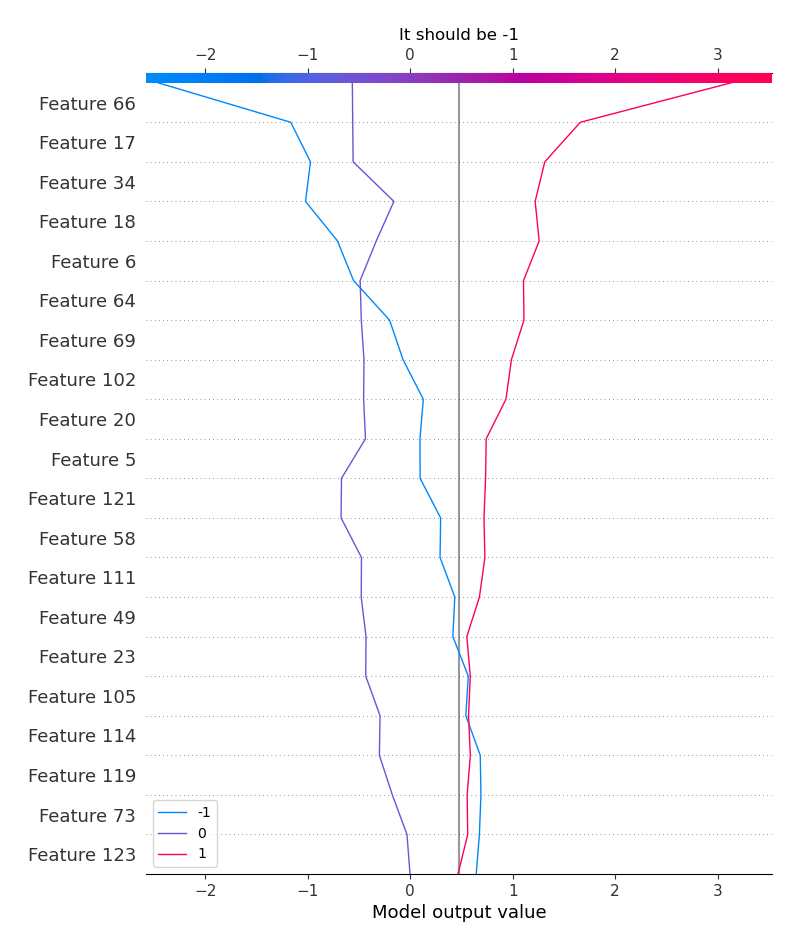 It should be -1
−2 −1 0 1 2 3
Feature 66
Feature 17
Feature 34
Feature 18
Feature 6
Feature 64
Feature 69
Feature 102
Feature 20
Feature 5
Feature 121
Feature 58
Feature 111
Feature 49
Feature 23
Feature 105
Feature 114
Feature 119
Feature 73
Feature 123
-1
0
1
−2 −1 0 1 2 3
Model output value